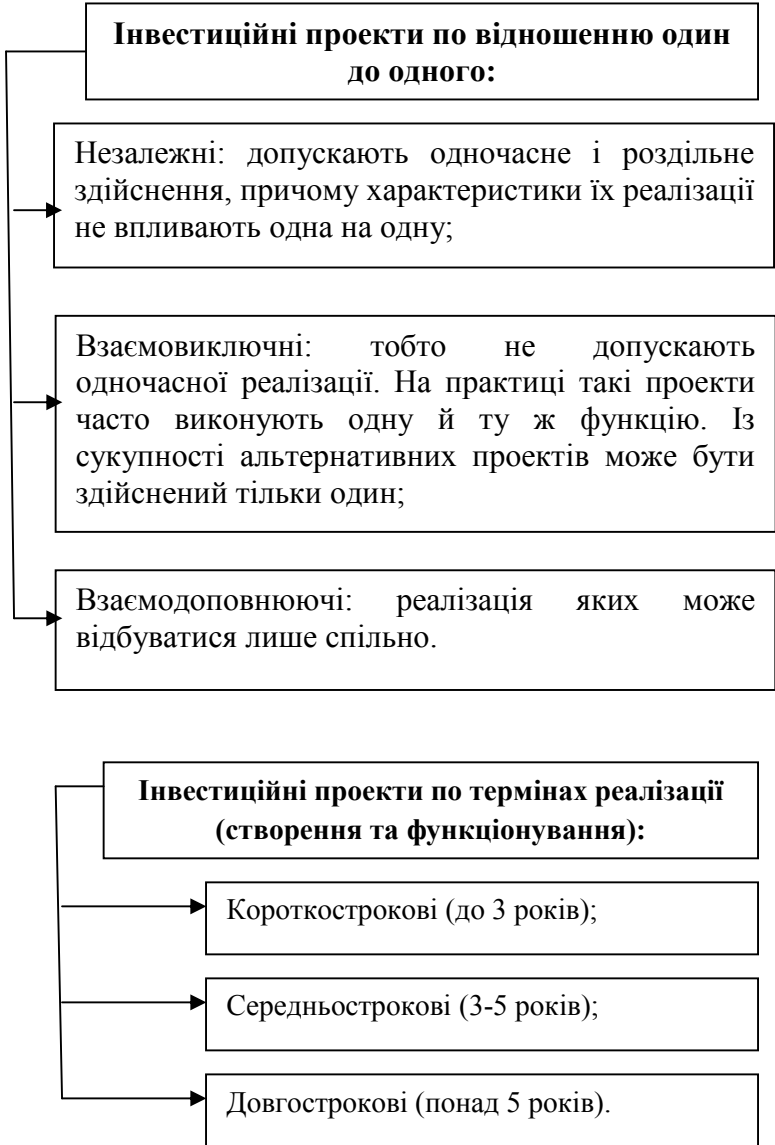 Інвестиційні проекти по відношенню один
до одного:
Незалежні: допускають одночасне і роздільне
здійснення, причому характеристики їх реалізації
не впливають одна на одну;
Взаємовиключні: тобто не допускають
одночасної реалізації. На практиці такі проекти
часто виконують одну й ту ж функцію. Із
сукупності альтернативних проектів може бути
здійснений тільки один;
Взаємодоповнюючі: реалізація яких може
відбуватися лише спільно.
Інвестиційні проекти по термінах реалізації
(створення та функціонування):
Короткострокові (до 3 років);
Середньострокові (3-5 років);
Довгострокові (понад 5 років).